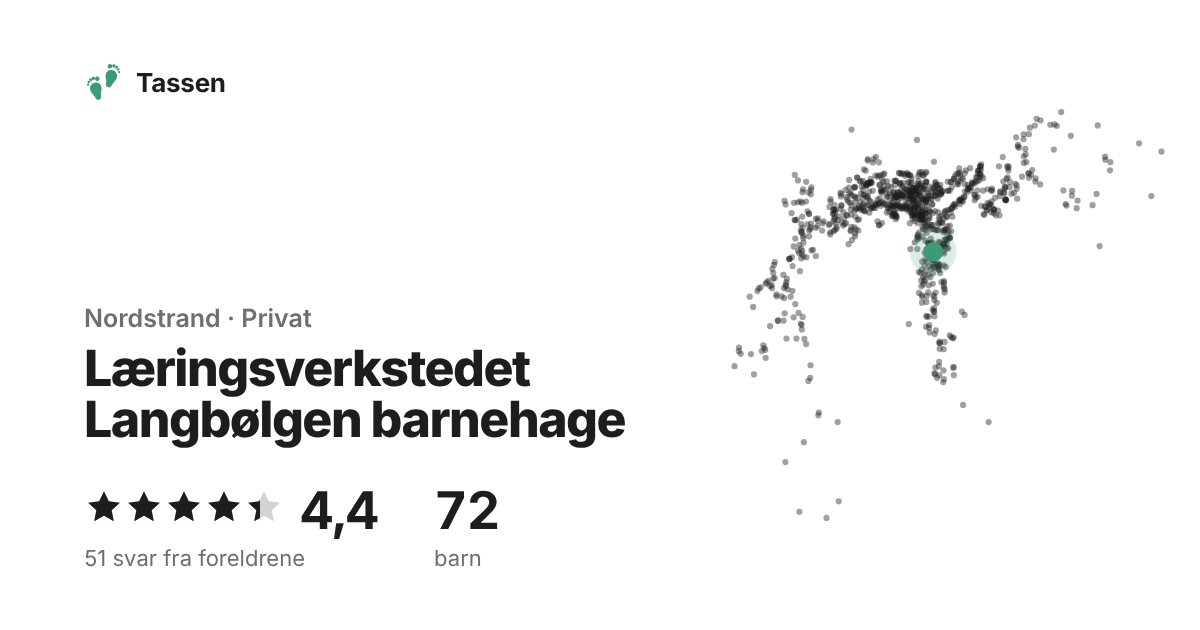 Tassen
Nordstrand · Privat
Læringsverkstedet
Langbølgen barnehage
4,4
51 svar fra foreldrene
72
barn